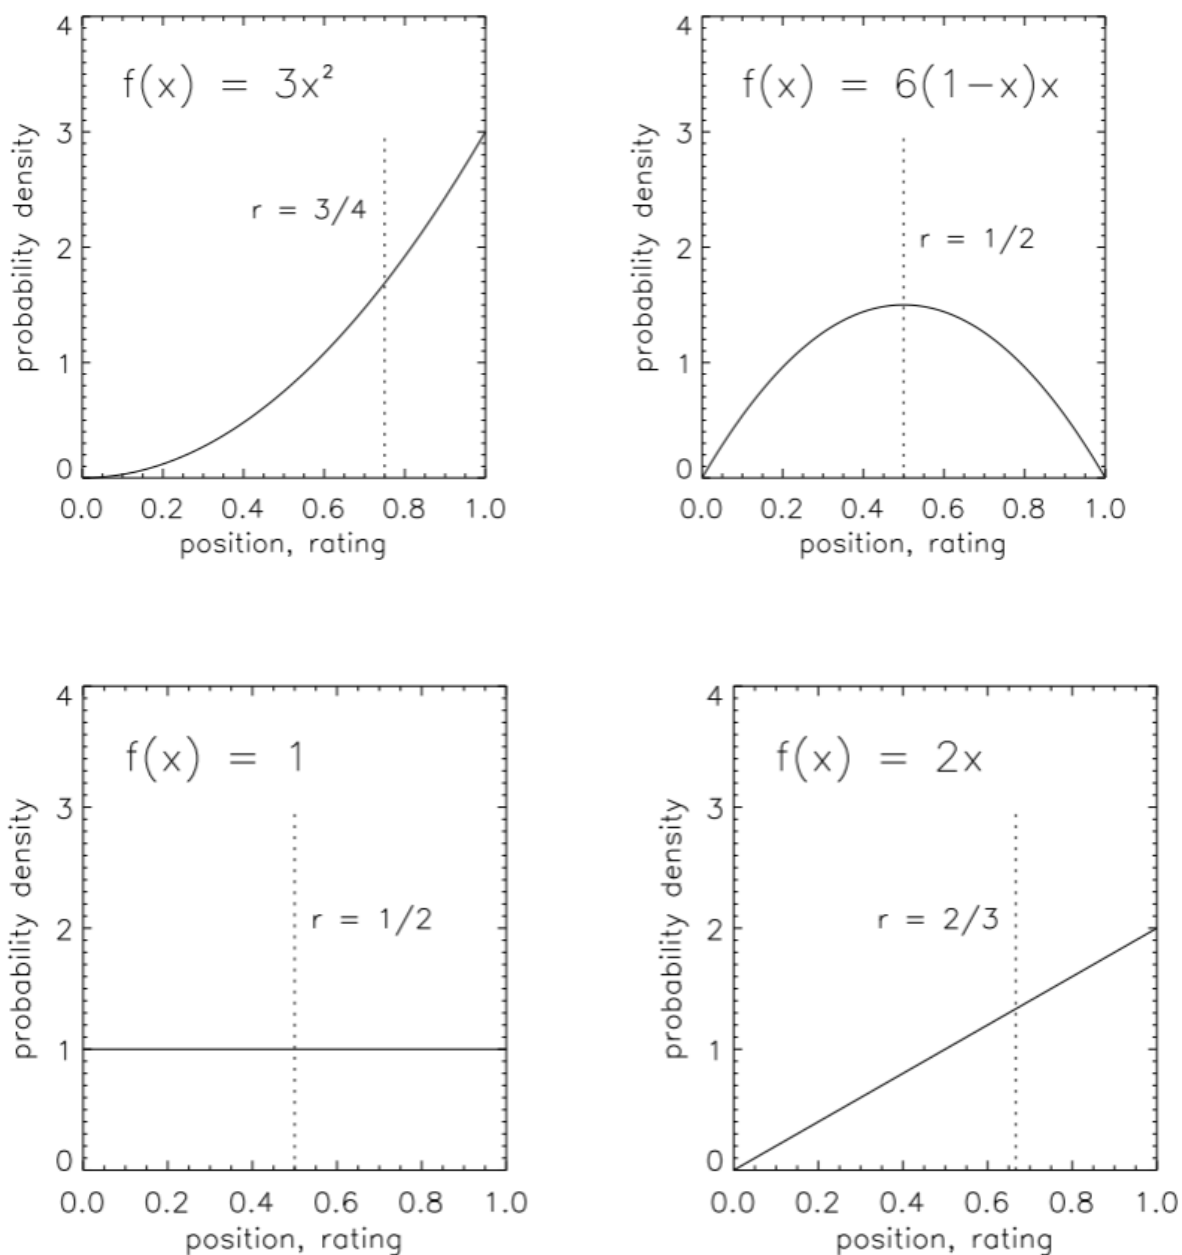 4
f(x) = 3x²
3
probability density
r = 3/4
2
1
0
0.0 0.2 0.4 0.6 0.8 1.0
position, rating
4
f(x) = 6(1−x)x
3
probability density
r = 1/2
2
1
0
0.0 0.2 0.4 0.6 0.8 1.0
position, rating
4
f(x) = 1
3
probability density
r = 1/2
2
1
0
0.0 0.2 0.4 0.6 0.8 1.0
position, rating
4
f(x) = 2x
3
probability density
r = 2/3
2
1
0
0.0 0.2 0.4 0.6 0.8 1.0
position, rating